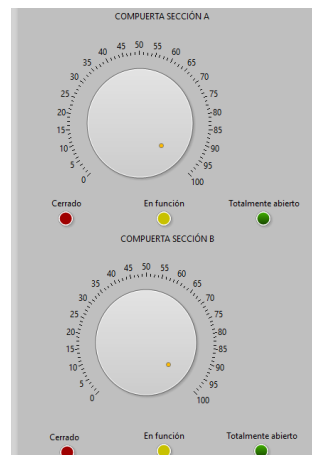 COMPUERTA SECCIÓN A
0 5 10 15 20 25 30 35 40 45 50 55 60 65 70 75 80 85 90 95 100
Cerrado En función Totalmente abierto
COMPUERTA SECCIÓN B
0 5 10 15 20 25 30 35 40 45 50 55 60 65 70 75 80 85 90 95 100
Cerrado En función Totalmente abierto